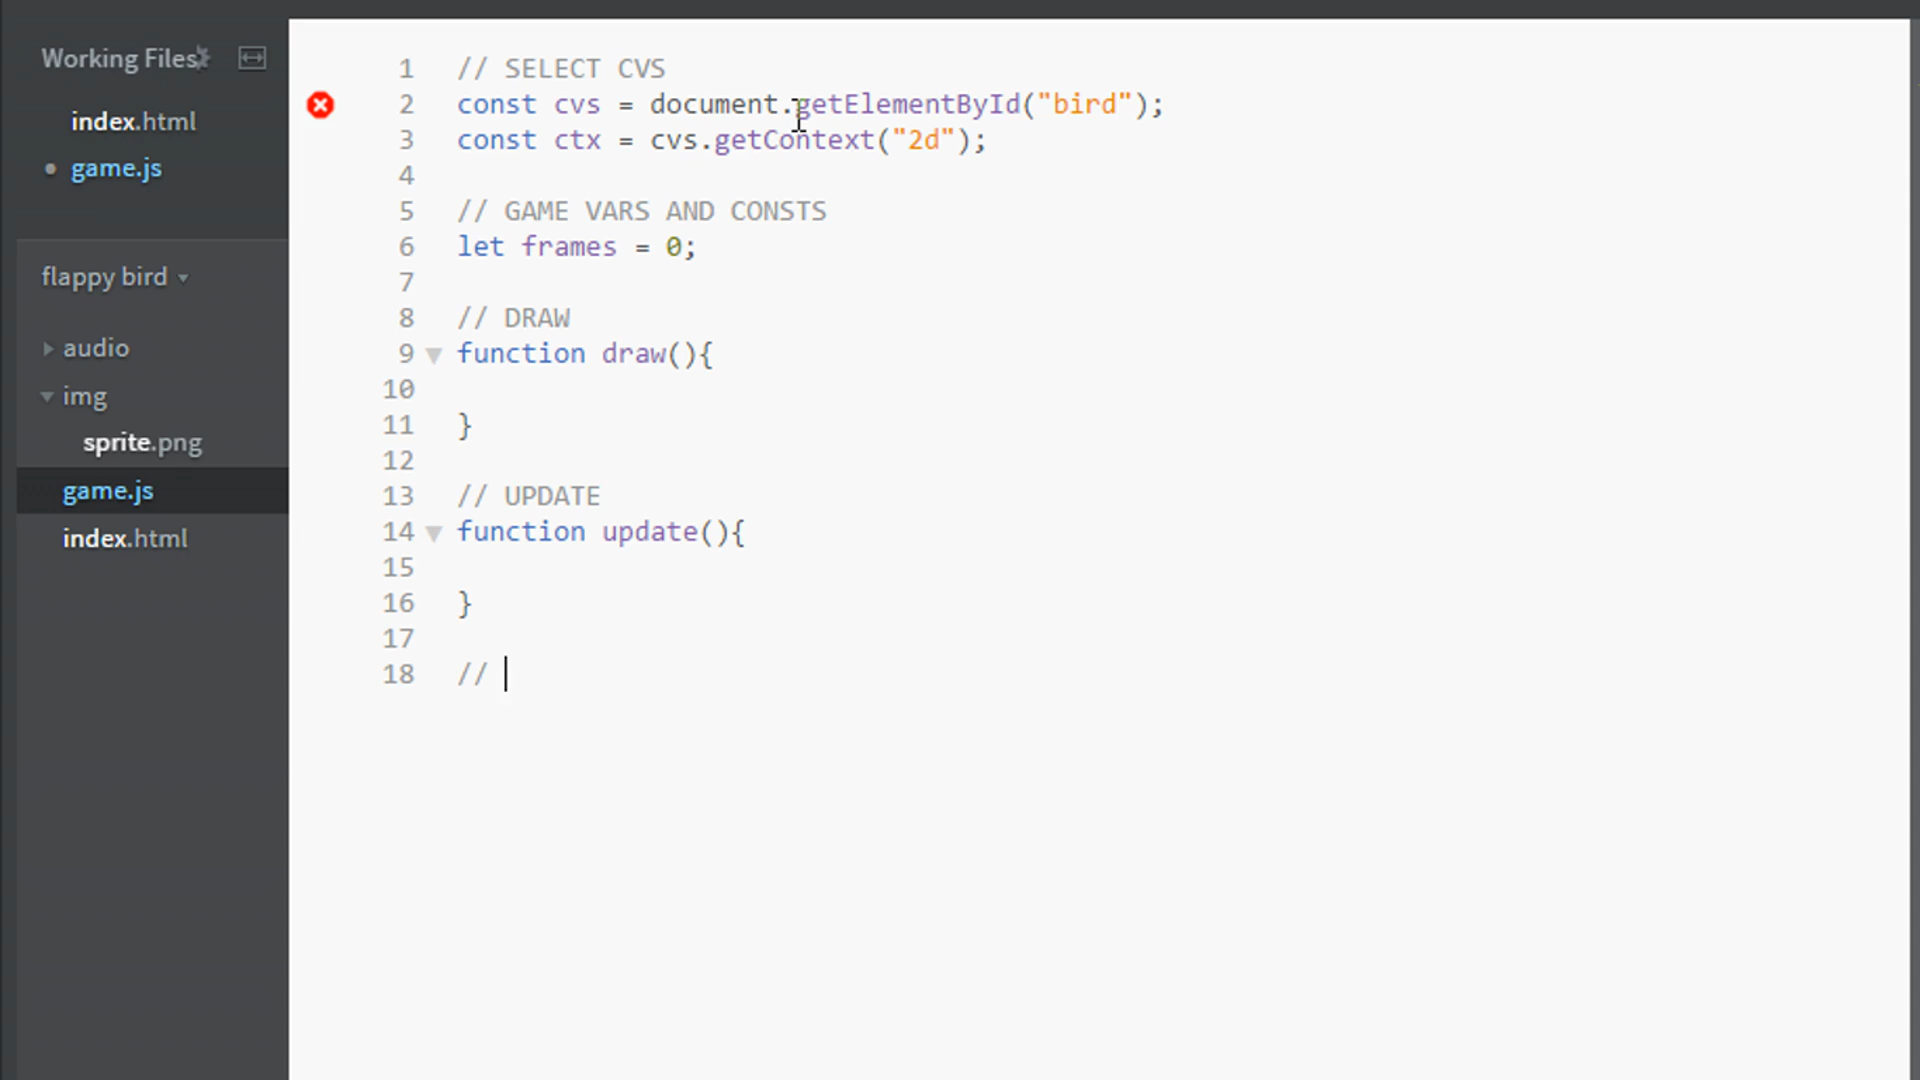 Working Files
index.html
game.js
flappy bird
audio
img
sprite.png
game.js
index.html
1 // SELECT CVS
2 const cvs = document.getElementById("bird");
3 const ctx = cvs.getContext("2d");
4
5 // GAME VARS AND CONSTS
6 let frames = 0;
7
8 // DRAW
9 function draw(){
10
11 }
12
13 // UPDATE
14 function update(){
15
16 }
17
18 //